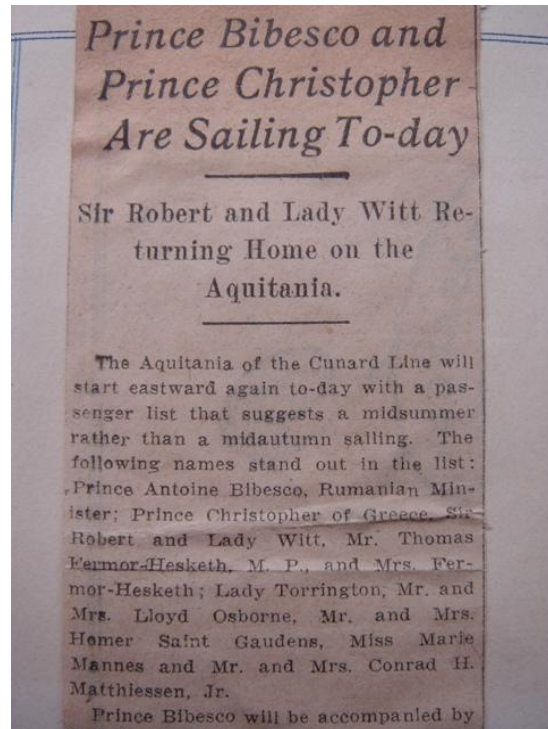 Prince Bibesco and
Prince Christopher
Are Sailing To-day
Sir Robert and Lady Witt Re-
turning Home on the
Aquitania.
The Aquitania of the Cunard Line will
start eastward again to-day with a pas-
senger list that suggests a midsummer
rather than a midautumn sailing. The
following names stand out in the list:
Prince Antoine Bibesco, Rumanian Min-
ister; Prince Christopher of Greece, Sir
Robert and Lady Witt, Mr. Thomas
Fermor-Hesketh, M. P., and Mrs. Fer-
mor-Hesketh; Lady Torrington, Mr. and
Mrs. Lloyd Osborne, Mr. and Mrs.
Homer Saint Gaudens, Miss Marie
Mannes and Mr. and Mrs. Conrad H.
Matthiessen, Jr.
Prince Bibesco will be accompanied by